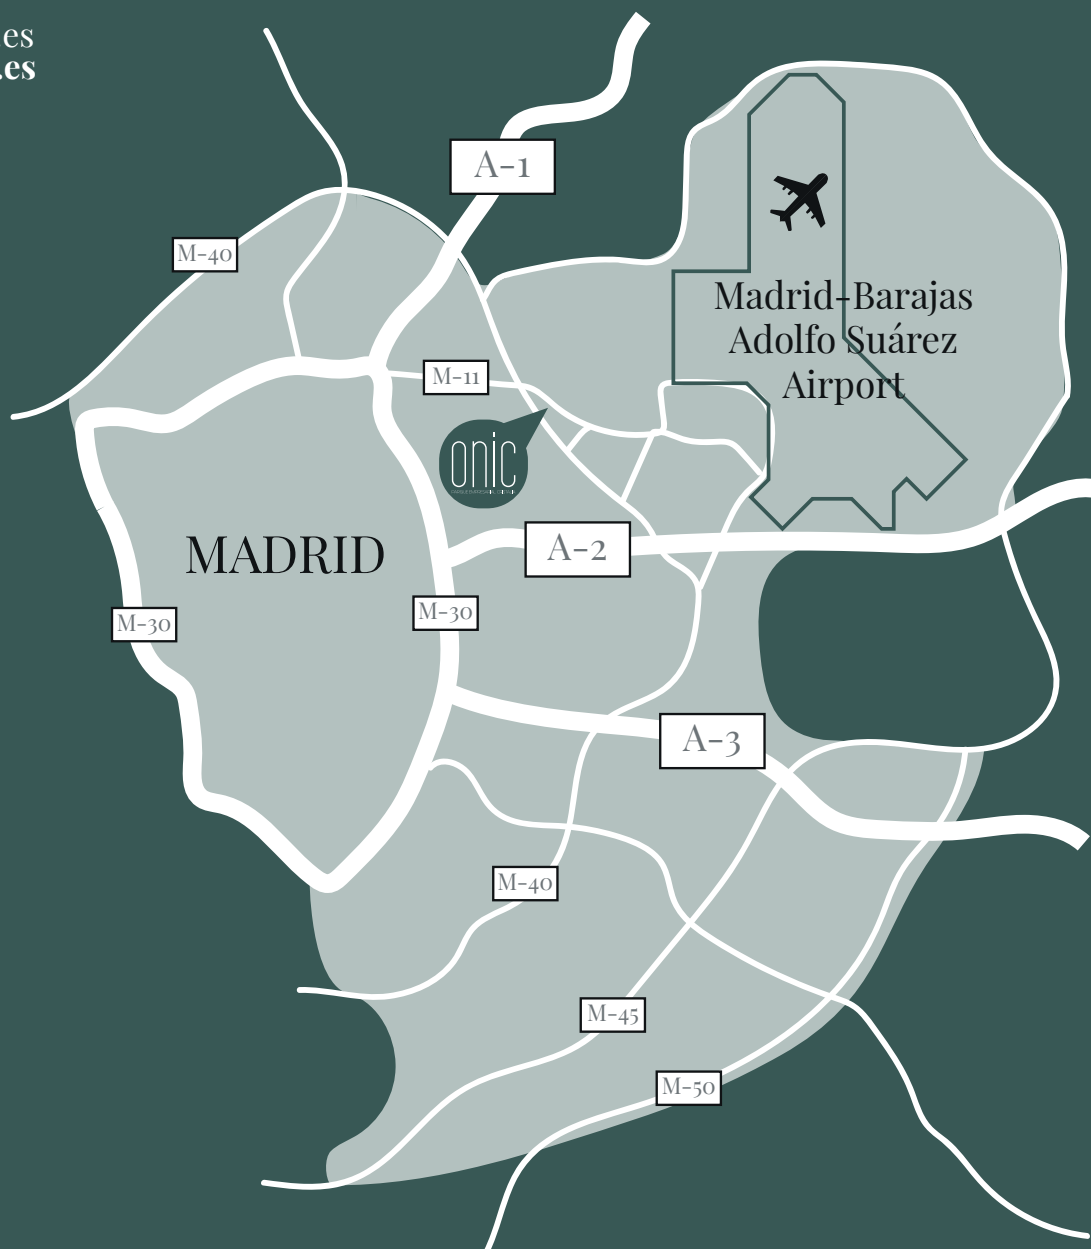 es
.es
A-1
M-40
Madrid-Barajas
Adolfo Suárez
Airport
M-11
onic
MADRID
A-2
M-30
M-30
A-3
M-40
M-45
M-50